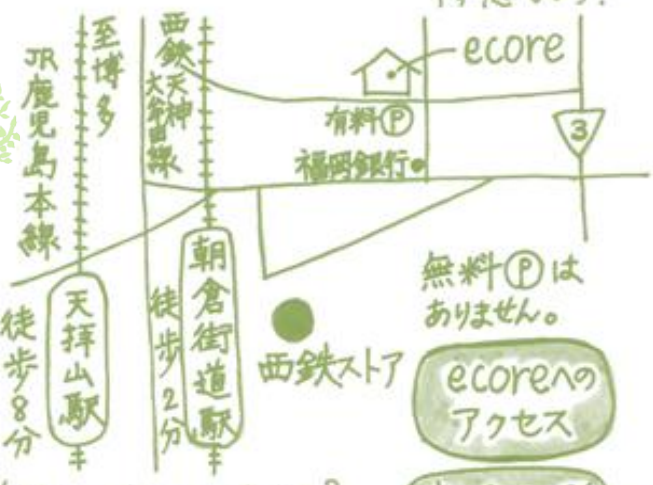 至博多
JR鹿児島本線
西鉄天神
大牟田線
ecore
有料Ⓟ
福岡銀行
3
天拝山駅
徒歩8分
朝倉街道駅
徒歩2分
西鉄ストア
無料Ⓟは
ありません。
ecoreへの
アクセス